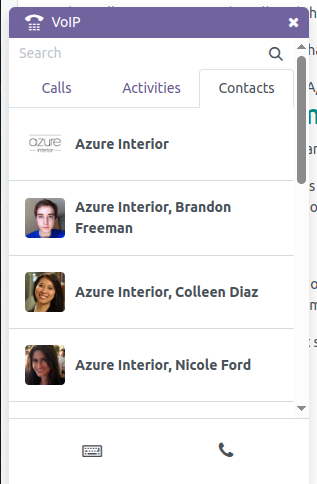 VoIP
Search
Calls Activities Contacts
azure
interior
Azure Interior
Azure Interior, Brandon
Freeman
Azure Interior, Colleen Diaz
Azure Interior, Nicole Ford